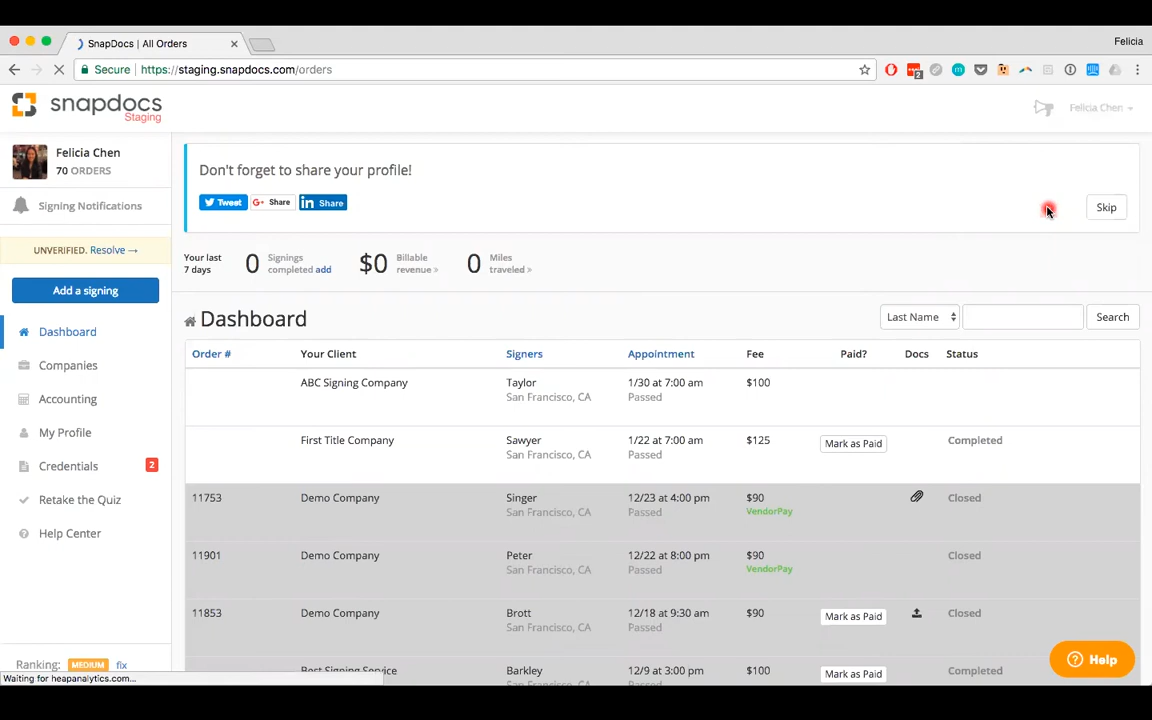 SnapDocs | All Orders
Felicia
Secure
https://staging.snapdocs.com/orders
2
snapdocs
Staging
Felicia Chen
Felicia Chen
70 ORDERS
Signing Notifications
UNVERIFIED. Resolve →
Add a signing
Dashboard
Companies
Accounting
My Profile
Credentials 2
Retake the Quiz
Help Center
Ranking: MEDIUM fix
Waiting for heapanalytics.com...
Don't forget to share your profile!
Tweet G+ Share in Share
Skip
Your last 7 days
0 Signings completed add
$0 Billable revenue »
0 Miles traveled »
Dashboard
Last Name Search
Order # Your Client Signers Appointment Fee Paid? Docs Status
ABC Signing Company Taylor 1/30 at 7:00 am $100
San Francisco, CA Passed
First Title Company Sawyer 1/22 at 7:00 am $125 Mark as Paid Completed
San Francisco, CA Passed
11753 Demo Company Singer 12/23 at 4:00 pm $90 Closed
San Francisco, CA Passed VendorPay
11901 Demo Company Peter 12/22 at 8:00 pm $90 Closed
San Francisco, CA Passed VendorPay
11853 Demo Company Brott 12/18 at 9:30 am $90 Mark as Paid Closed
San Francisco, CA Passed
Best Signing Service Barkley 12/9 at 3:00 pm $100 Mark as Paid Completed
Help